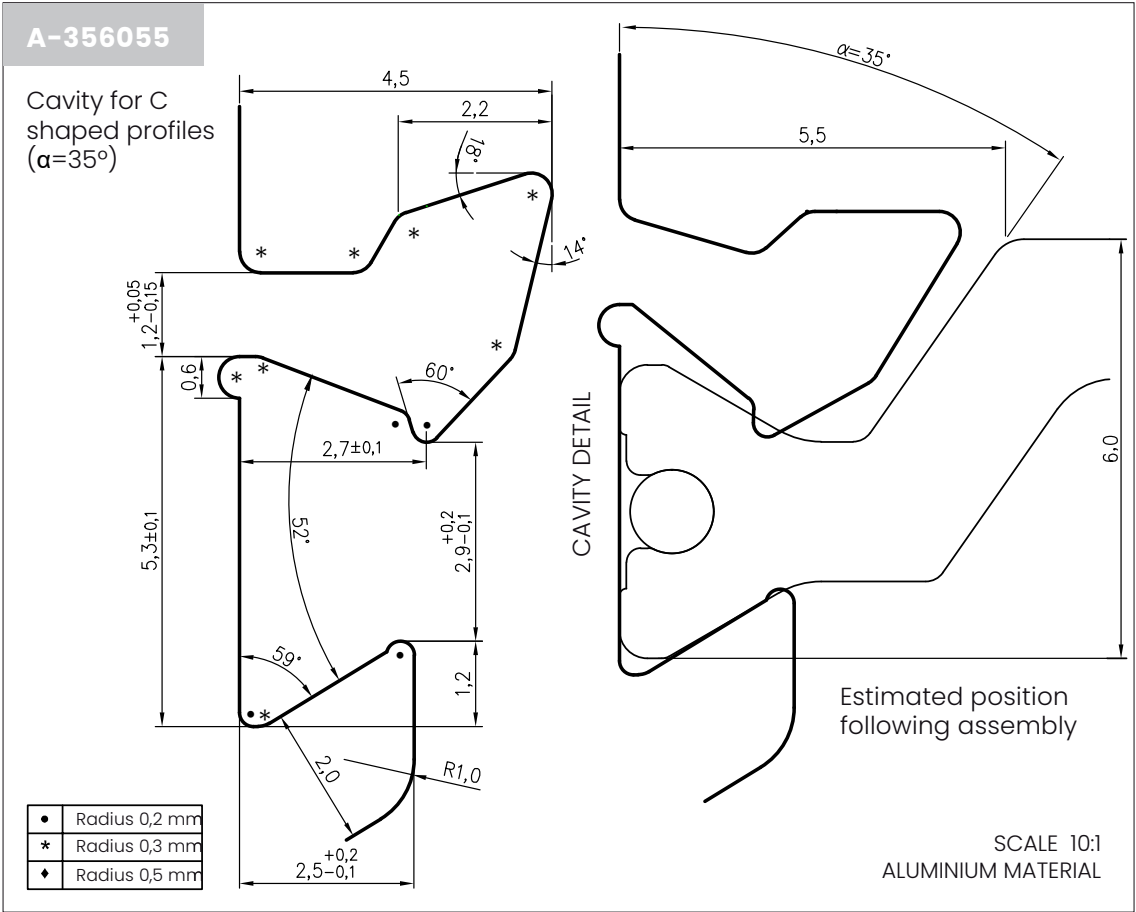 A-356055
Cavity for C
shaped profiles
(α=35º)
4,5
2,2
18°
14°
+0,05
1,2-0,15
0,6
60°
2,7±0,1
52°
5,3±0,1
+0,2
2,9-0,1
59°
1,2
2,0
R1,0
+0,2
2,5-0,1
• Radius 0,2 mm
* Radius 0,3 mm
♦ Radius 0,5 mm
α=35°
5,5
6,0
CAVITY DETAIL
Estimated position
following assembly
SCALE 10:1
ALUMINIUM MATERIAL